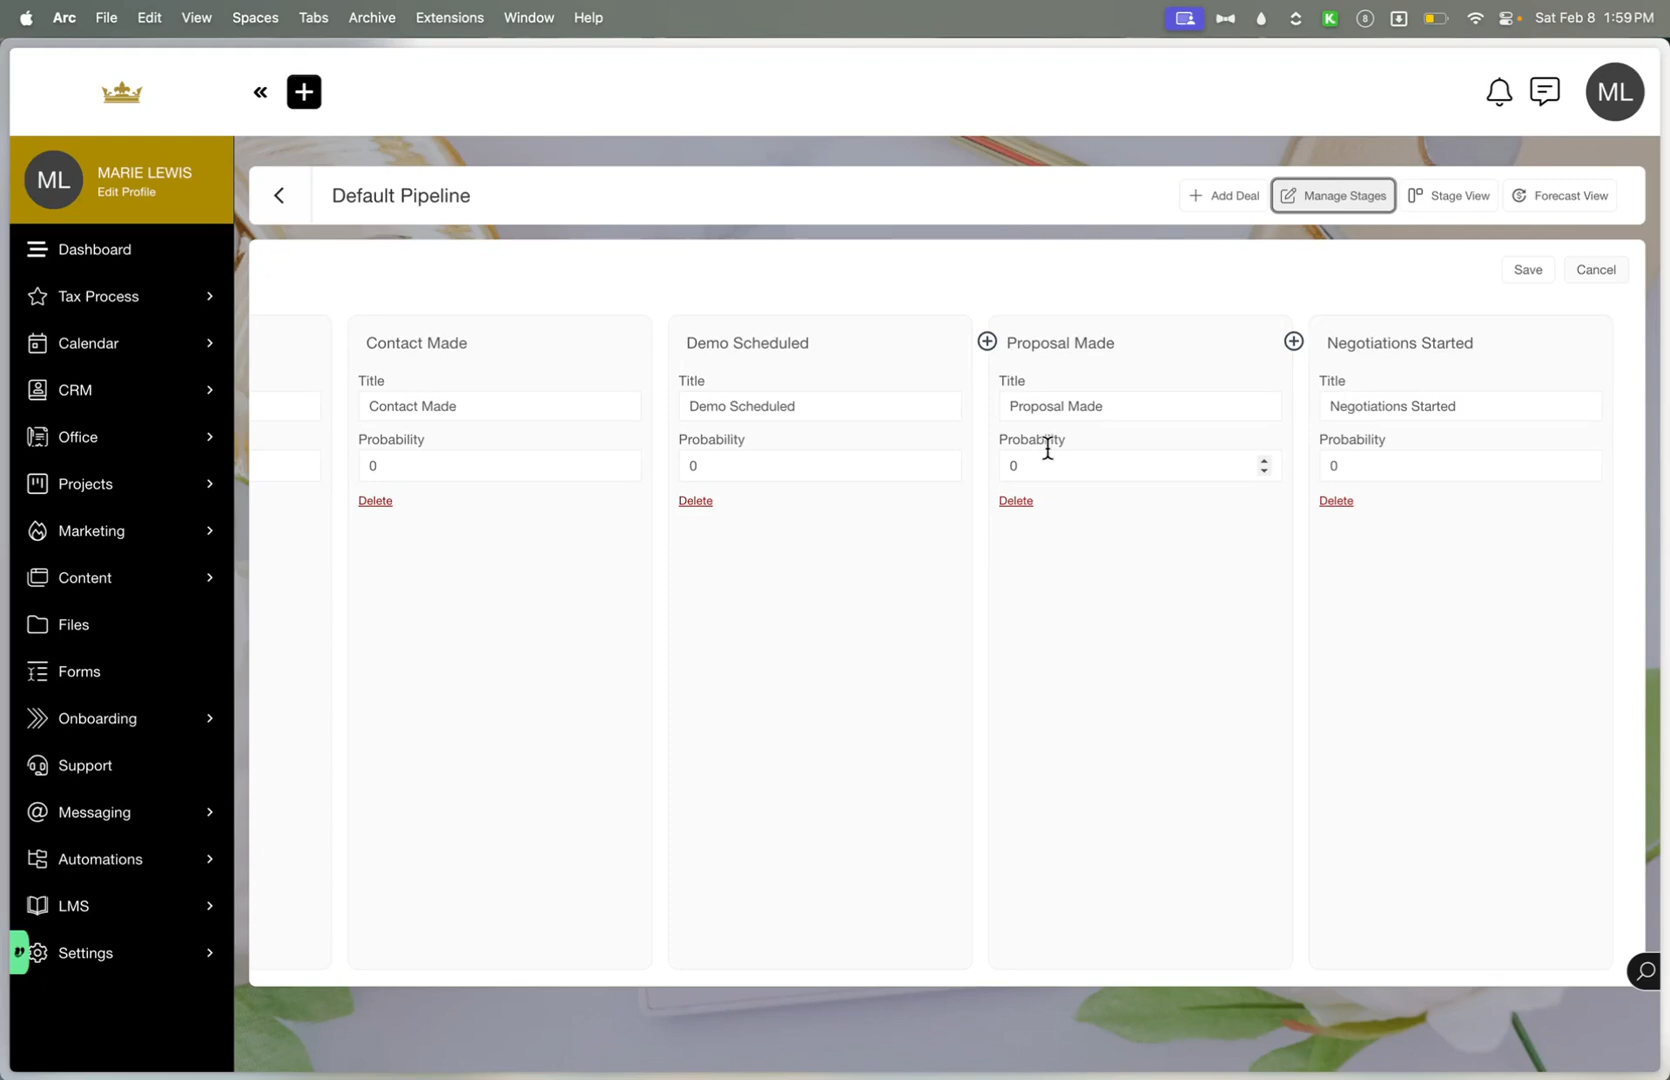 Arc File Edit View Spaces Tabs Archive Extensions Window Help
K 8 Sat Feb 8 1:59 PM
« + ML
ML MARIE LEWIS
Edit Profile
Default Pipeline
Add Deal Manage Stages Stage View Forecast View
Save Cancel
Dashboard
Tax Process
Calendar
CRM
Office
Projects
Marketing
Content
Files
Forms
Onboarding
Support
Messaging
Automations
LMS
Settings
Contact Made
Title
Contact Made
Probability
0
Delete
Demo Scheduled
Title
Demo Scheduled
Probability
0
Delete
Proposal Made
Title
Proposal Made
Probability
0
Delete
Negotiations Started
Title
Negotiations Started
Probability
0
Delete